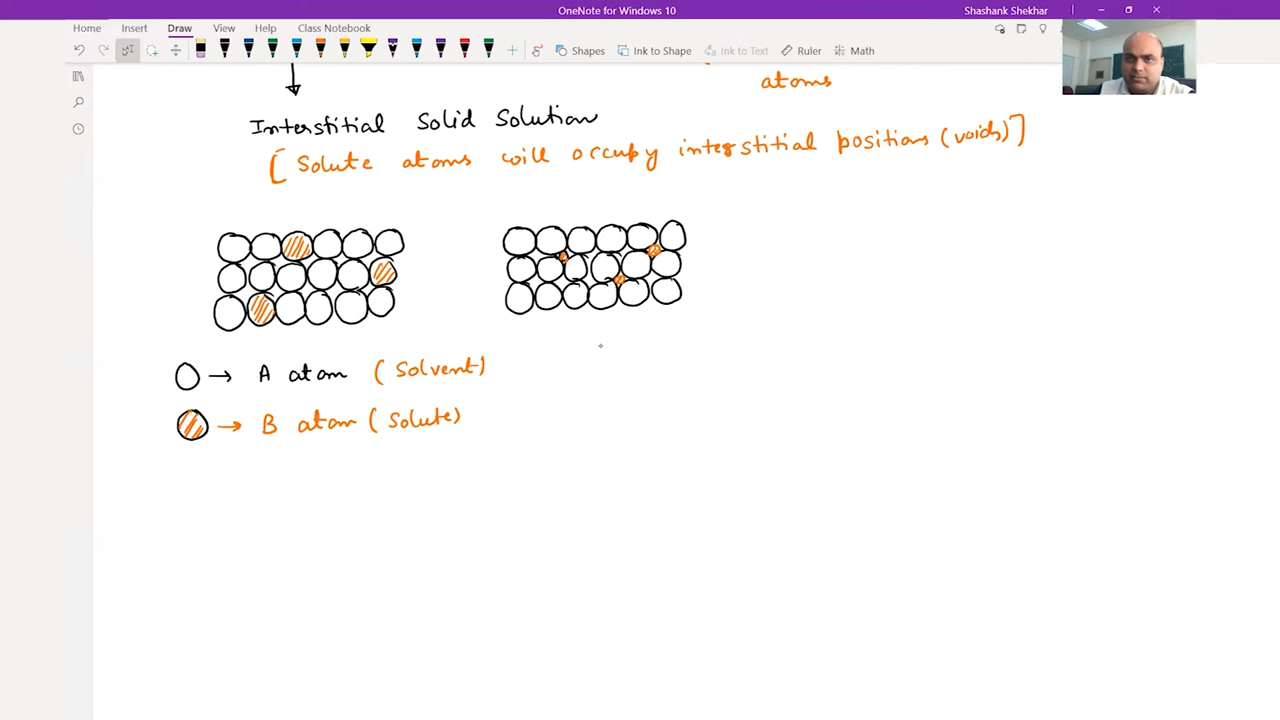 OneNote for Windows 10
Shashank Shekhar
Home Insert Draw View Help Class Notebook
Shapes Ink to Shape Ink to Text Ruler Math
atoms
Interstitial Solid Solution
[Solute atoms will occupy interstitial positions (voids)]
→ A atom (Solvent)
→ B atom (Solute)